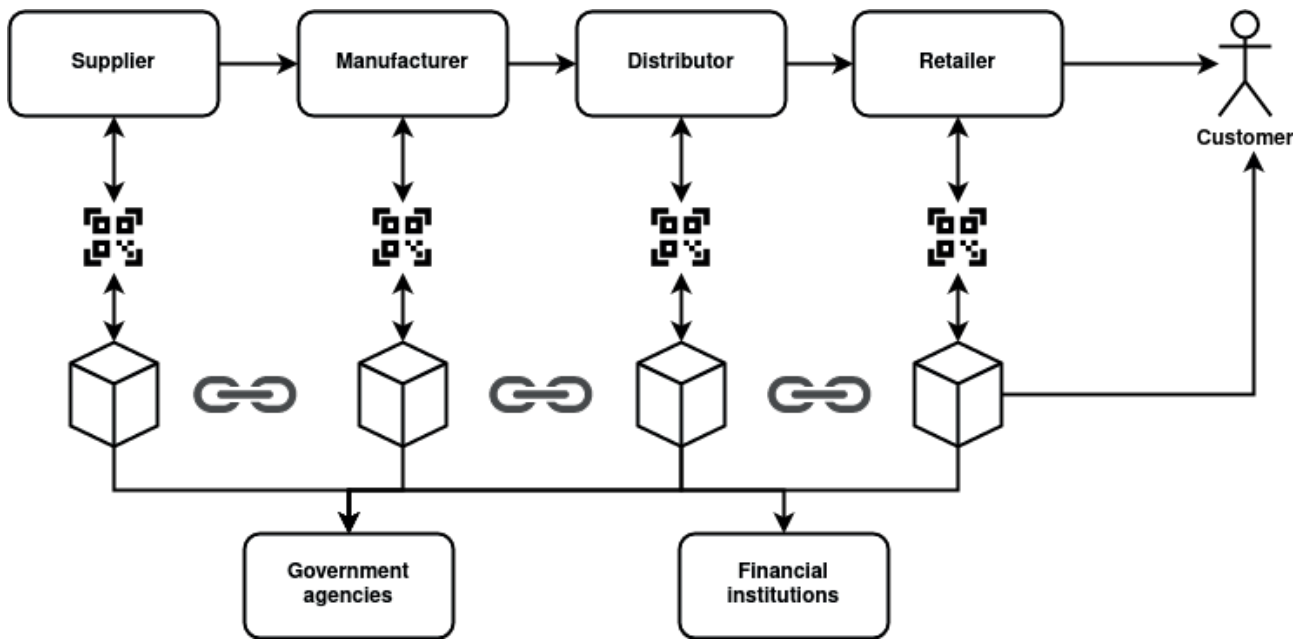 Supplier
Manufacturer
Distributor
Retailer
Customer
Government
agencies
Financial
institutions